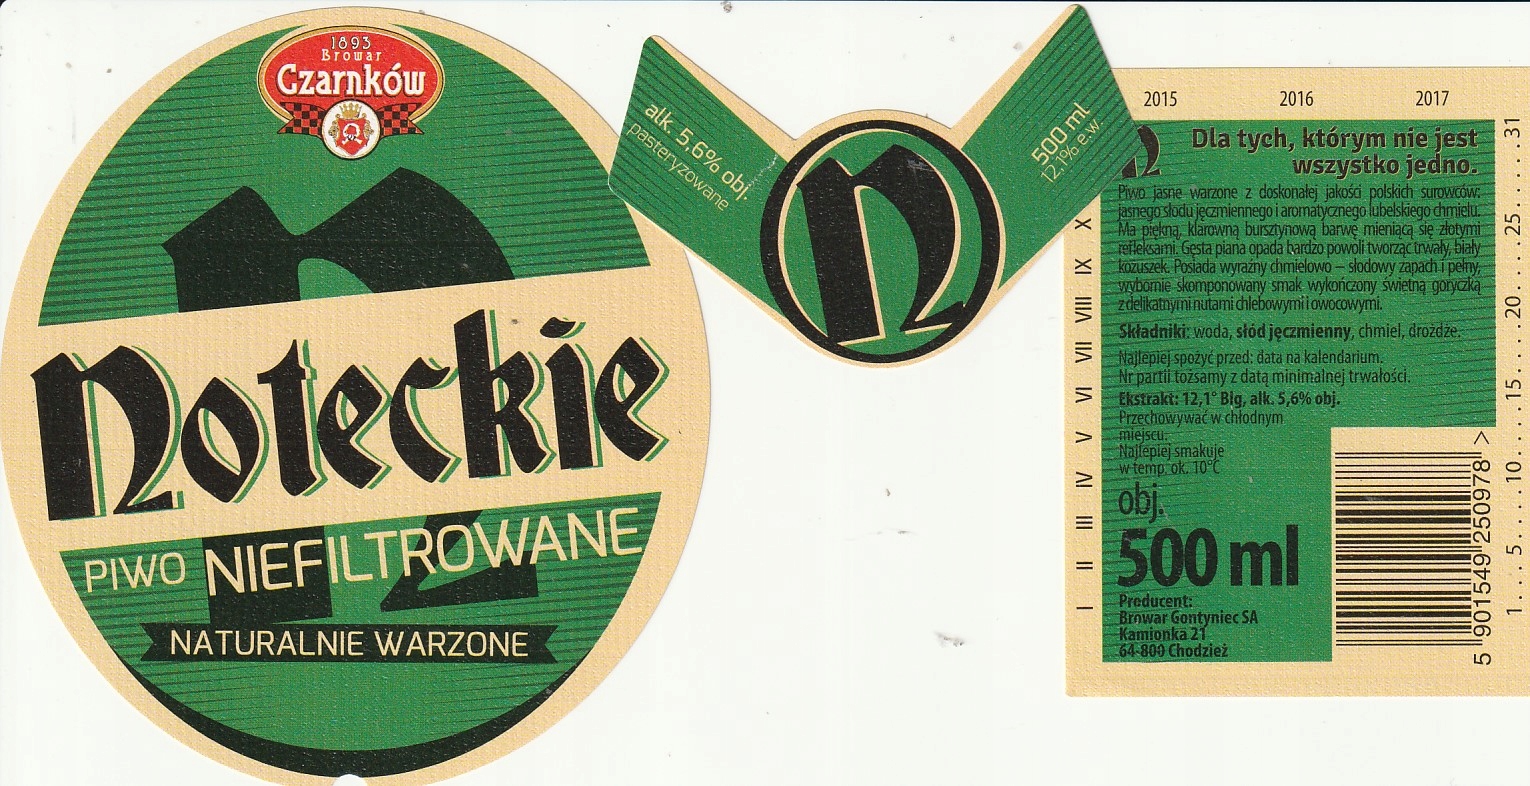 1893
Browar
Czarnków
Noteckie
PIWO NIEFILTROWANE
NATURALNIE WARZONE
alk. 5,6% obj.
pasteryzowane
n
500 ml
12,1% e.w.
2015 2016 2017
n
Dla tych, którym nie jest
wszystko jedno.
Piwo jasne warzone z doskonałej jakości polskich surowców:
jasnego słodu jęczmiennego i aromatycznego lubelskiego chmielu.
Ma piękną, klarowną bursztynową barwę mieniącą się złotymi
refleksami. Gęsta piana opada bardzo powoli tworząc trwały, biały
kożuszek. Posiada wyraźny chmielowo – słodowy zapach i pełny,
wybornie skomponowany smak wykończony świetną goryczką
z delikatnymi nutami chlebowymi i owocowymi.
Składniki: woda, słód jęczmienny, chmiel, drożdże.
Najlepiej spożyć przed: data na kalendarium.
Nr partii tożsamy z datą minimalnej trwałości.
Ekstrakt: 12,1° Blg, alk. 5,6% obj.
Przechowywać w chłodnym
miejscu.
Najlepiej smakuje
w temp. ok. 10°C
obj.
500 ml
Producent:
Browar Gontyniec SA
Kamionka 21
64-800 Chodzież
I II III IV V VI VII VIII IX X
5 901549 250978 >
1.....5.....10.....15.....20.....25.....31